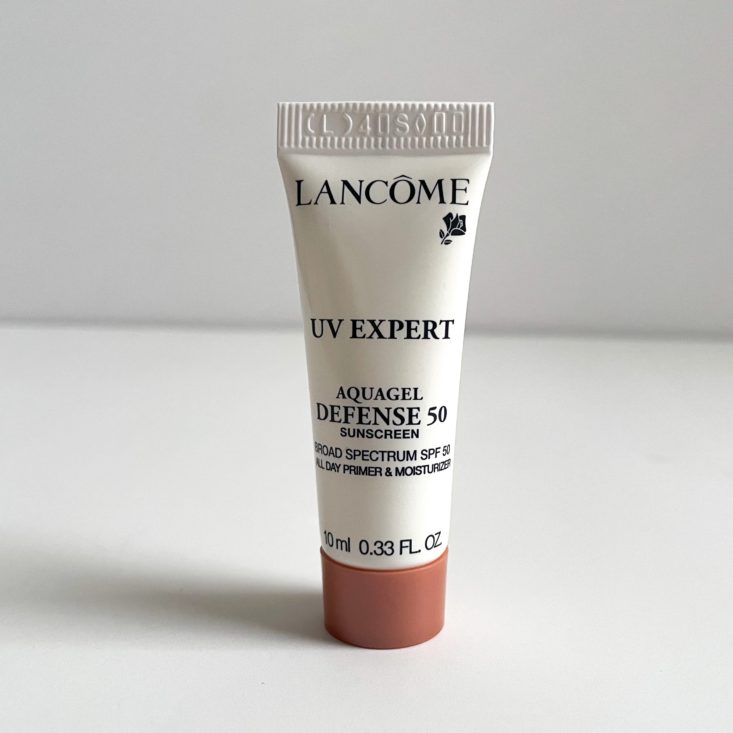 (L)40S000
LANCÔME
UV EXPERT
AQUAGEL
DEFENSE 50
SUNSCREEN
BROAD SPECTRUM SPF 50
ALL DAY PRIMER & MOISTURIZER
10 ml 0.33 FL. OZ.